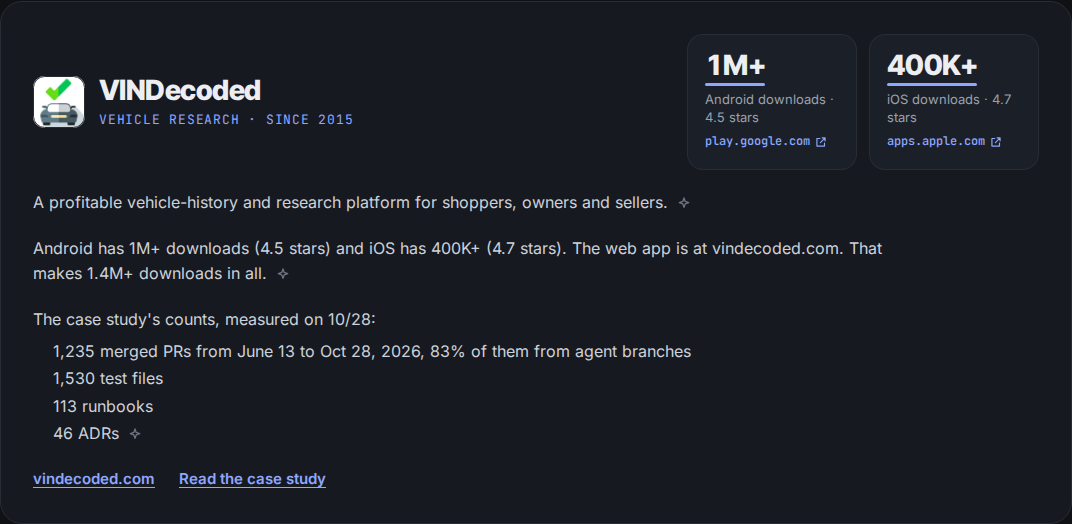 VINDecoded
VEHICLE RESEARCH · SINCE 2015
1M+
Android downloads ·
4.5 stars
play.google.com
400K+
iOS downloads · 4.7
stars
apps.apple.com
A profitable vehicle-history and research platform for shoppers, owners and sellers.
Android has 1M+ downloads (4.5 stars) and iOS has 400K+ (4.7 stars). The web app is at vindecoded.com. That
makes 1.4M+ downloads in all.
The case study's counts, measured on 10/28:
1,235 merged PRs from June 13 to Oct 28, 2026, 83% of them from agent branches
1,530 test files
113 runbooks
46 ADRs
vindecoded.com
Read the case study